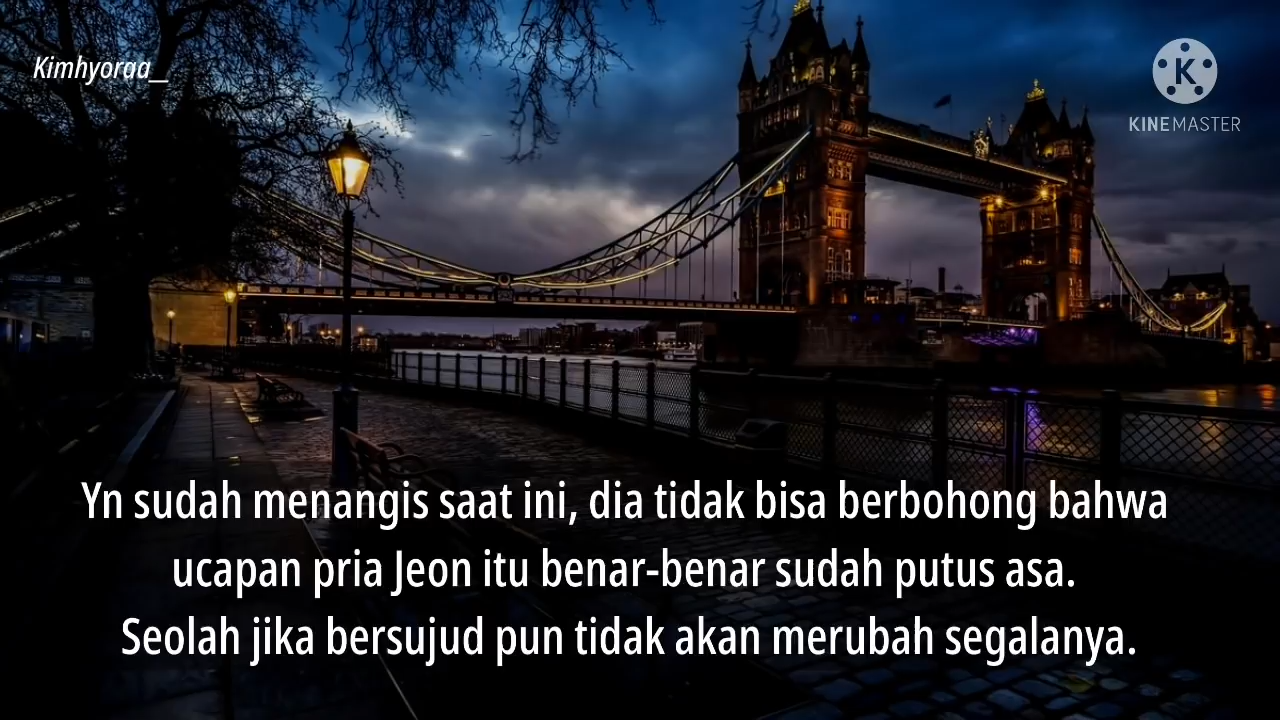 Kimhyoraa_
K
KINEMASTER
Yn sudah menangis saat ini, dia tidak bisa berbohong bahwa
ucapan pria Jeon itu benar-benar sudah putus asa.
Seolah jika bersujud pun tidak akan merubah segalanya.